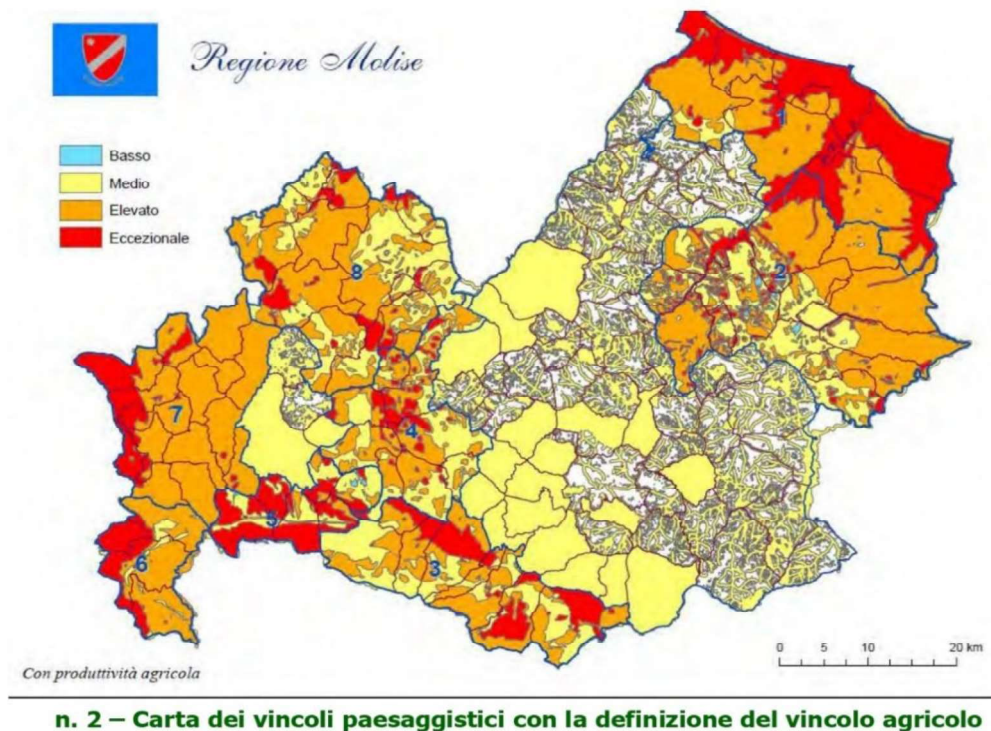 Regione Molise
Basso
Medio
Elevato
Eccezionale
1
2
8
7
4
5
3
6
0 5 10 20 km
Con produttività agricola
n. 2 – Carta dei vincoli paesaggistici con la definizione del vincolo agricolo